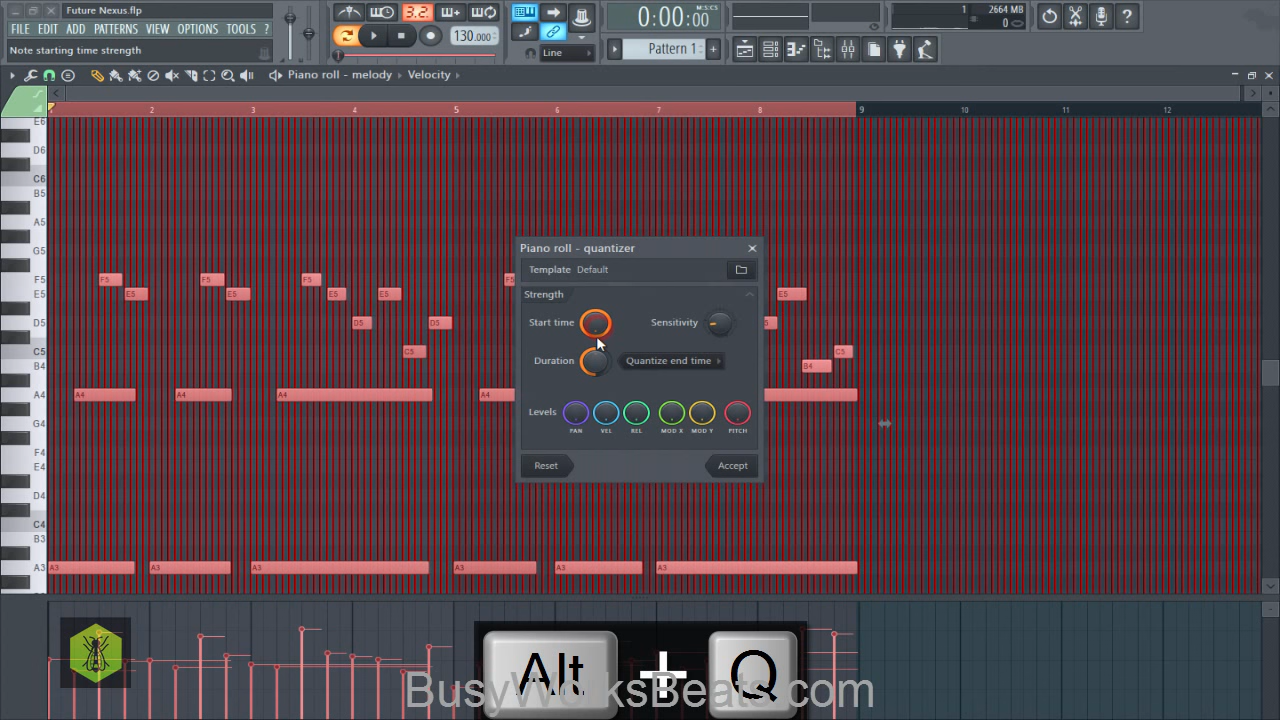 Future Nexus.flp
FILE EDIT ADD PATTERNS VIEW OPTIONS TOOLS ?
Note starting time strength
3.2.
130.000
Line
0:00:00
M:S:CS
Pattern 1
1
2664 MB
0
Piano roll - melody Velocity
2 3 4 5 6 7 8 9 10 11 12
E6
D6
C6
B5
A5
G5
F5
E5
D5
C5
B4
A4
G4
F4
E4
D4
C4
B3
A3
F5 F5 F5 F5
E5 E5 E5 E5 E5
D5 D5
C5 C5
B4
A4 A4 A4 A4
A3 A3 A3 A3 A3 A3
Piano roll - quantizer
Template Default
Strength
Start time Sensitivity
Duration Quantize end time
Levels
PAN VEL REL MOD X MOD Y PITCH
Reset Accept
Alt + Q
BusyWorksBeats.com